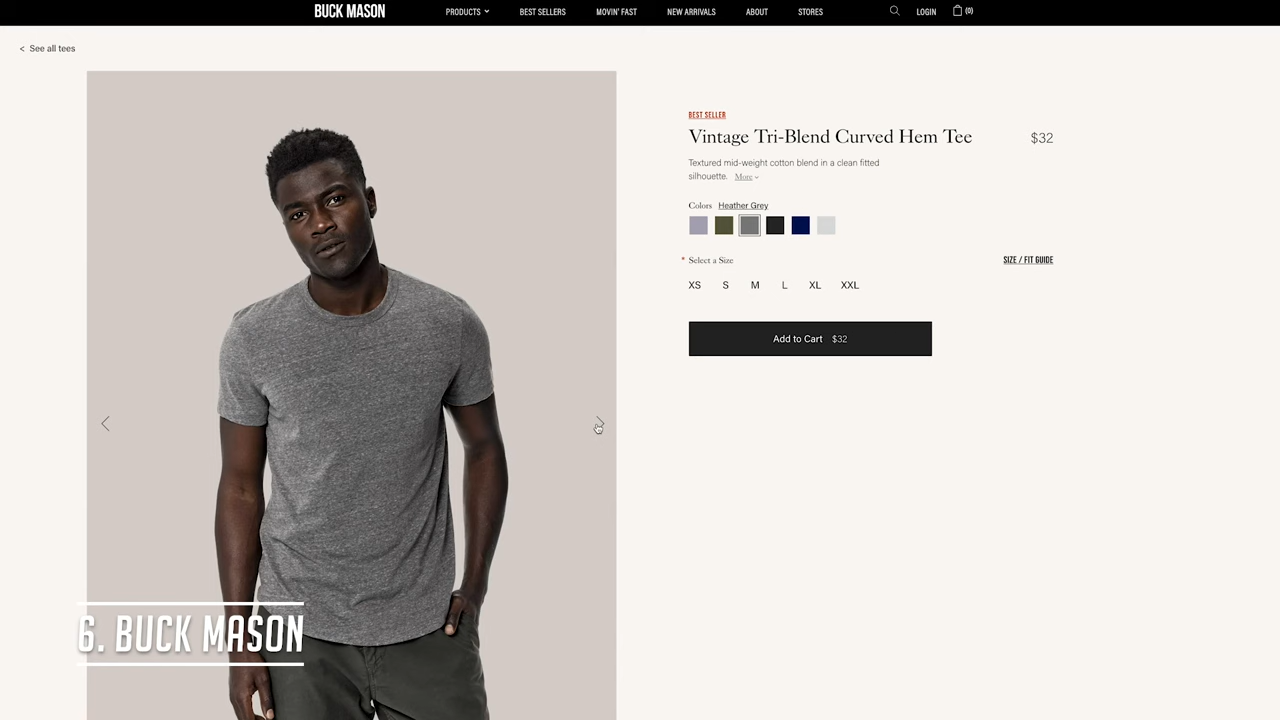 BUCK MASON
PRODUCTS
BEST SELLERS
MOVIN' FAST
NEW ARRIVALS
ABOUT
STORES
LOGIN
(0)
< See all tees
BEST SELLER
Vintage Tri-Blend Curved Hem Tee
$32
Textured mid-weight cotton blend in a clean fitted
silhouette. More
Colors Heather Grey
* Select a Size
SIZE / FIT GUIDE
XS S M L XL XXL
Add to Cart $32
6. BUCK MASON